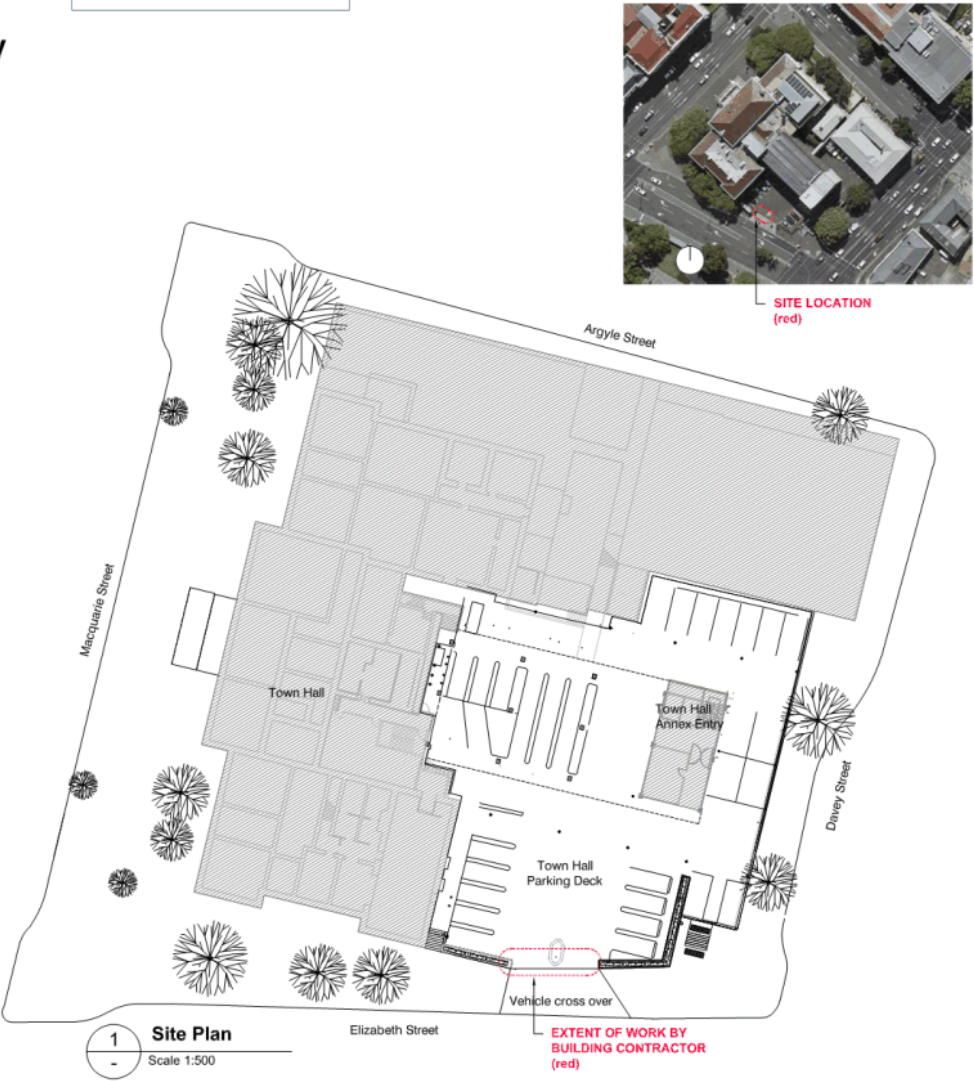 SITE LOCATION
(red)
Argyle Street
Macquarie Street
Town Hall
Town Hall
Annex Entry
Davey Street
Town Hall
Parking Deck
Vehicle cross over
Elizabeth Street
EXTENT OF WORK BY
BUILDING CONTRACTOR
(red)
1
-
Site Plan
Scale 1:500